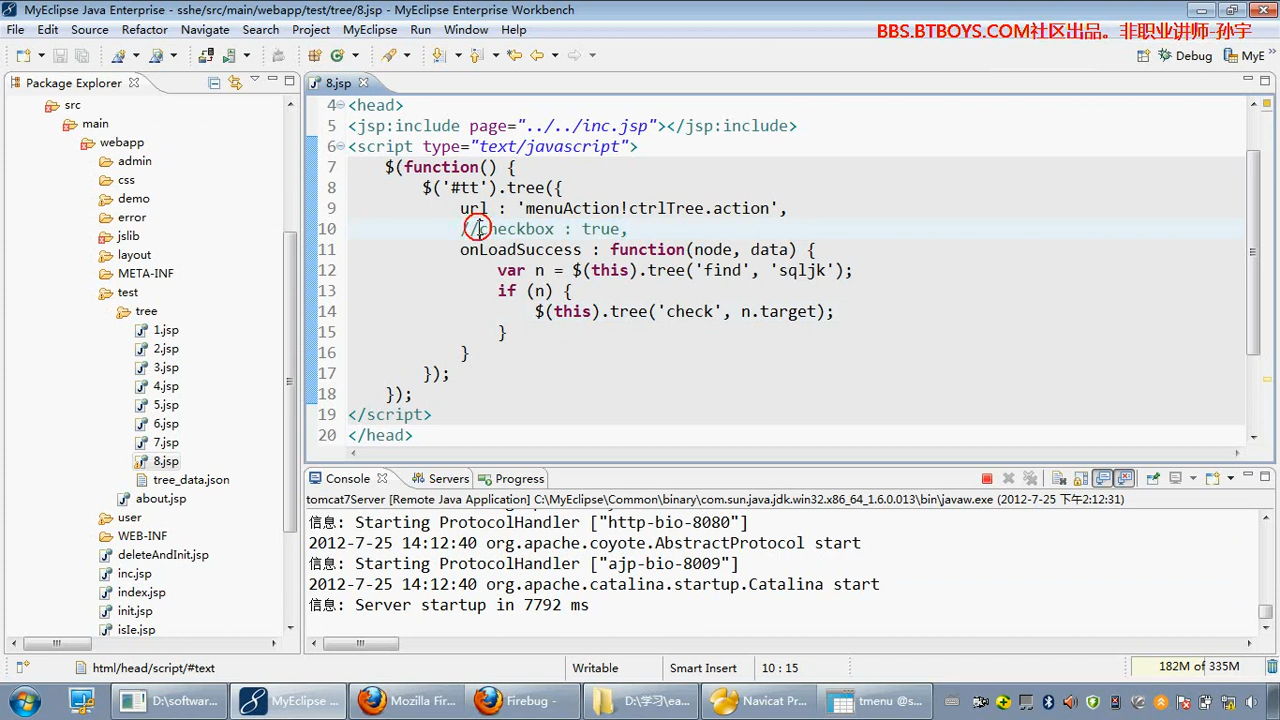 MyEclipse Java Enterprise - sshe/src/main/webapp/test/tree/8.jsp - MyEclipse Enterprise Workbench
File Edit Source Refactor Navigate Search Project MyEclipse Run Window Help
BBS.BTBOYS.COM社区出品。非职业讲师-孙宇
Debug MyE
Package Explorer
src
main
webapp
admin
css
demo
error
jslib
layout
META-INF
test
tree
1.jsp
2.jsp
3.jsp
4.jsp
5.jsp
6.jsp
7.jsp
8.jsp
tree_data.json
about.jsp
user
WEB-INF
deleteAndInit.jsp
inc.jsp
index.jsp
init.jsp
isIe.jsp
8.jsp
4 <head>
5 <jsp:include page="../../inc.jsp"></jsp:include>
6 <script type="text/javascript">
7 $(function() {
8 $('#tt').tree({
9 url : 'menuAction!ctrlTree.action',
10 //checkbox : true,
11 onLoadSuccess : function(node, data) {
12 var n = $(this).tree('find', 'sqljk');
13 if (n) {
14 $(this).tree('check', n.target);
15 }
16 }
17 });
18 });
19 </script>
20 </head>
Console Servers Progress
tomcat7Server [Remote Java Application] C:\MyEclipse\Common\binary\com.sun.java.jdk.win32.x86_64_1.6.0.013\bin\javaw.exe (2012-7-25 下午2:12:31)
信息: Starting ProtocolHandler ["http-bio-8080"]
2012-7-25 14:12:40 org.apache.coyote.AbstractProtocol start
信息: Starting ProtocolHandler ["ajp-bio-8009"]
2012-7-25 14:12:40 org.apache.catalina.startup.Catalina start
信息: Server startup in 7792 ms
html/head/script/#text Writable Smart Insert 10 : 15 182M of 335M
D:\software... MyEclipse ... Mozilla Fir... Firebug - D:\学习\ea... Navicat Pr... tmenu @s...